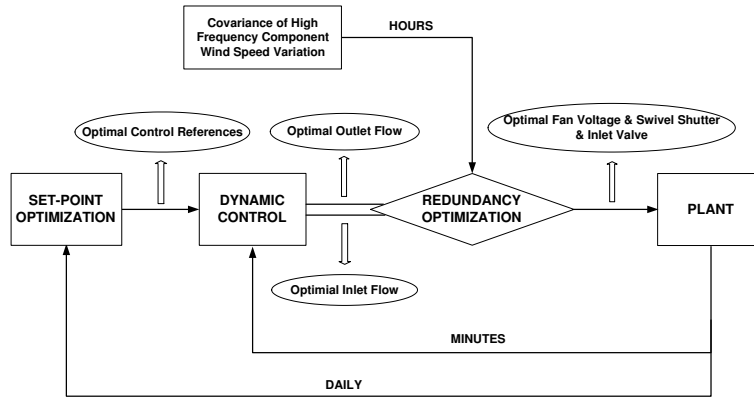 Covariance of High
Frequency Component
Wind Speed Variation
HOURS
Optimal Control References
Optimal Outlet Flow
Optimal Fan Voltage & Swivel Shutter
& Inlet Valve
SET-POINT
OPTIMIZATION
DYNAMIC
CONTROL
REDUNDANCY
OPTIMIZATION
PLANT
Optimial Inlet Flow
MINUTES
DAILY